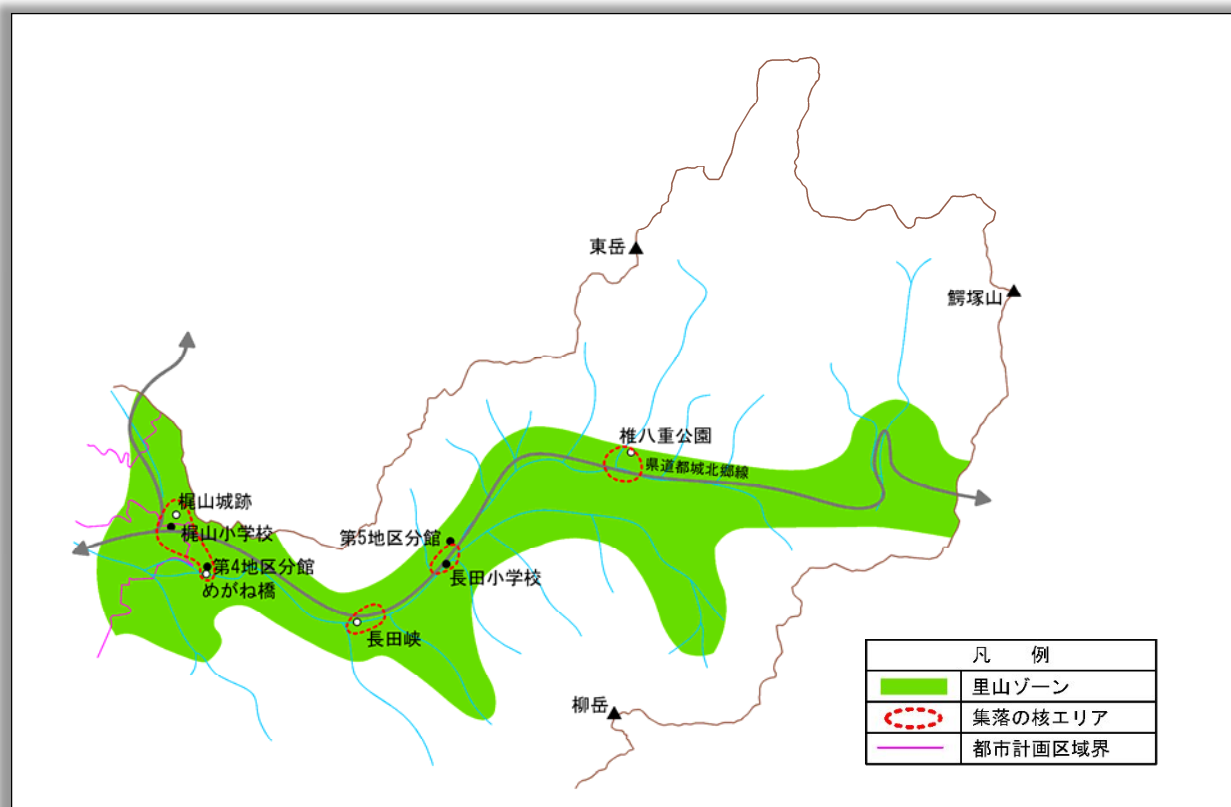 東岳
鰐塚山
椎八重公園
県道都城北郷線
梶山城跡
梶山小学校
第5地区分館
第4地区分館
長田小学校
めがね橋
長田峡
柳岳
凡 例
里山ゾーン
集落の核エリア
都市計画区域界